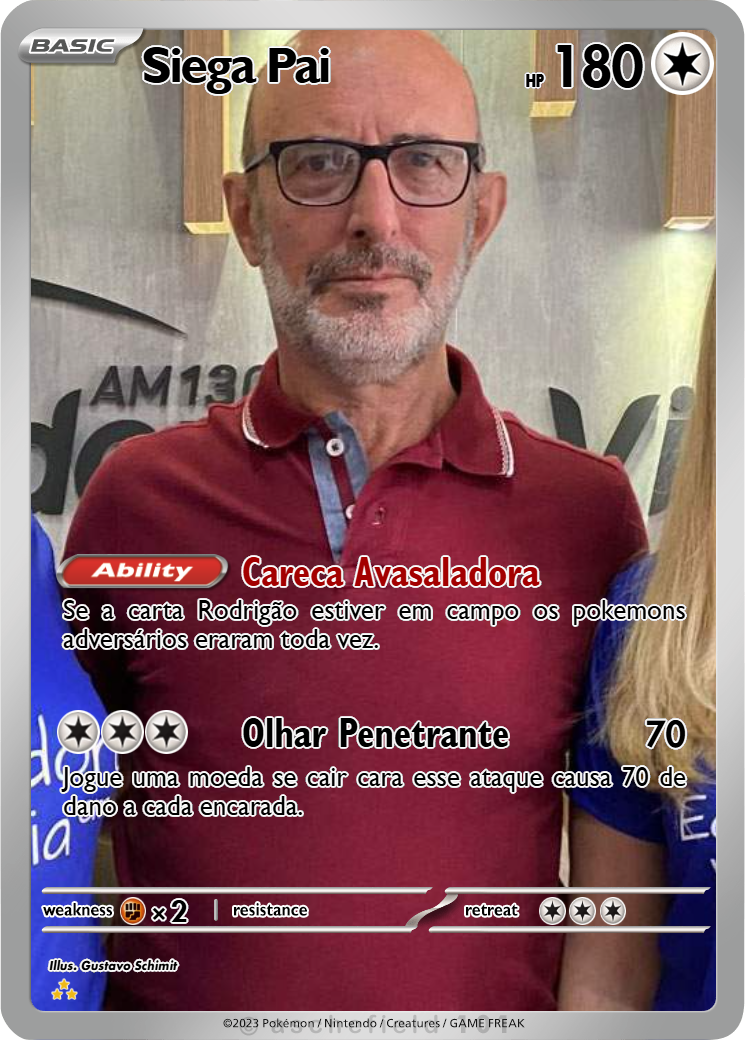 BASIC
Siega Pai
HP 180
AM 130
Ability Careca Avasaladora
Se a carta Rodrigão estiver em campo os pokemons
adversários eraram toda vez.
Olhar Penetrante 70
Jogue uma moeda se cair cara esse ataque causa 70 de
dano a cada encarada.
weakness ×2 resistance retreat
Illus. Gustavo Schimit
©2023 Pokémon / Nintendo / Creatures / GAME FREAK